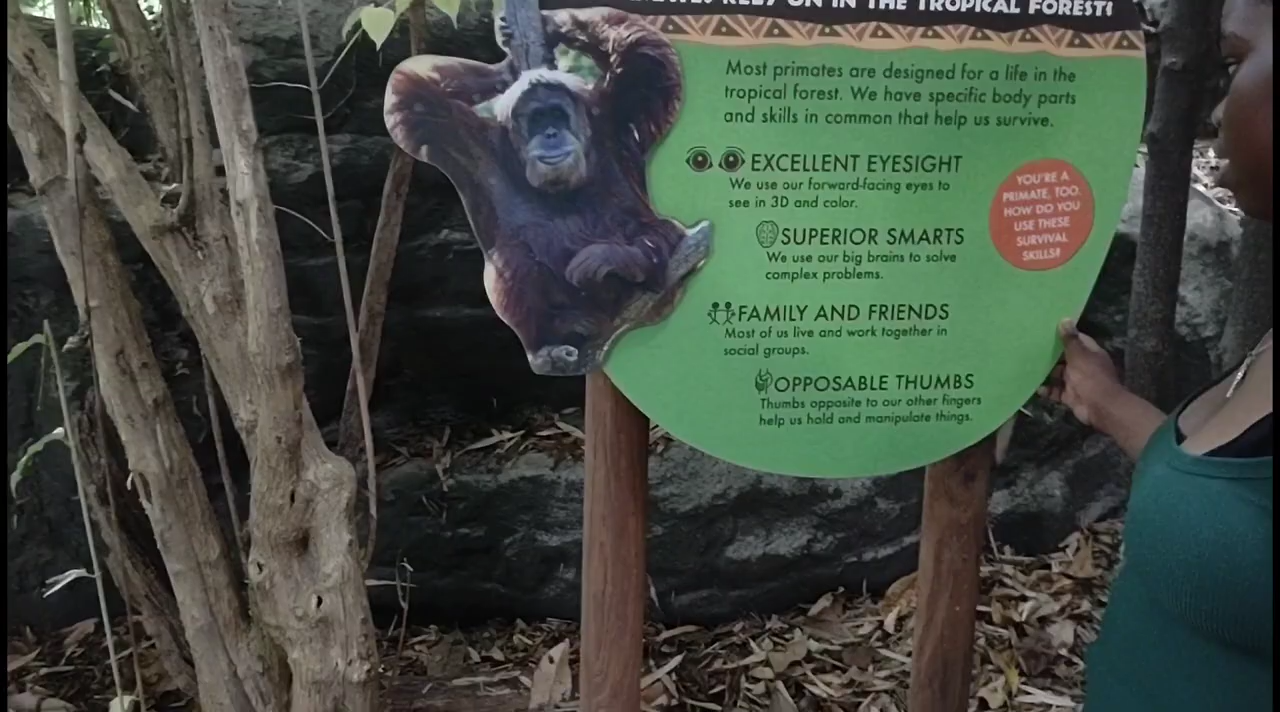 RELY ON IN THE TROPICAL FOREST!
Most primates are designed for a life in the
tropical forest. We have specific body parts
and skills in common that help us survive.
EXCELLENT EYESIGHT
We use our forward-facing eyes to
see in 3D and color.
SUPERIOR SMARTS
We use our big brains to solve
complex problems.
FAMILY AND FRIENDS
Most of us live and work together in
social groups.
OPPOSABLE THUMBS
Thumbs opposite to our other fingers
help us hold and manipulate things.
YOU'RE A
PRIMATE, TOO.
HOW DO YOU
USE THESE
SURVIVAL
SKILLS?